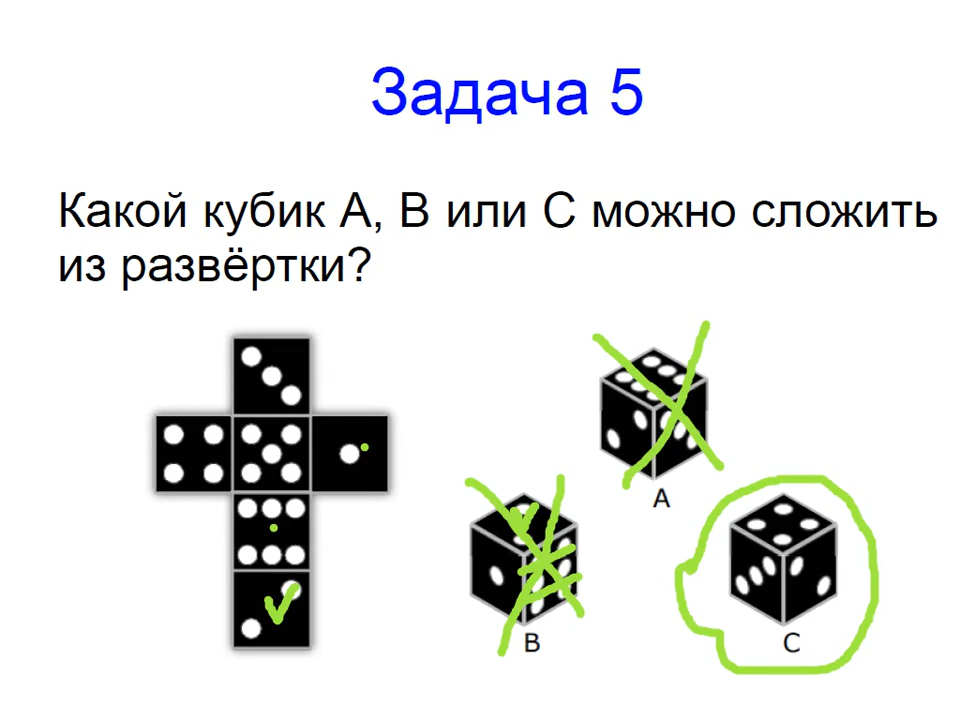 Задача 5
Какой кубик А, В или С можно сложить
из развёртки?
A
B
C